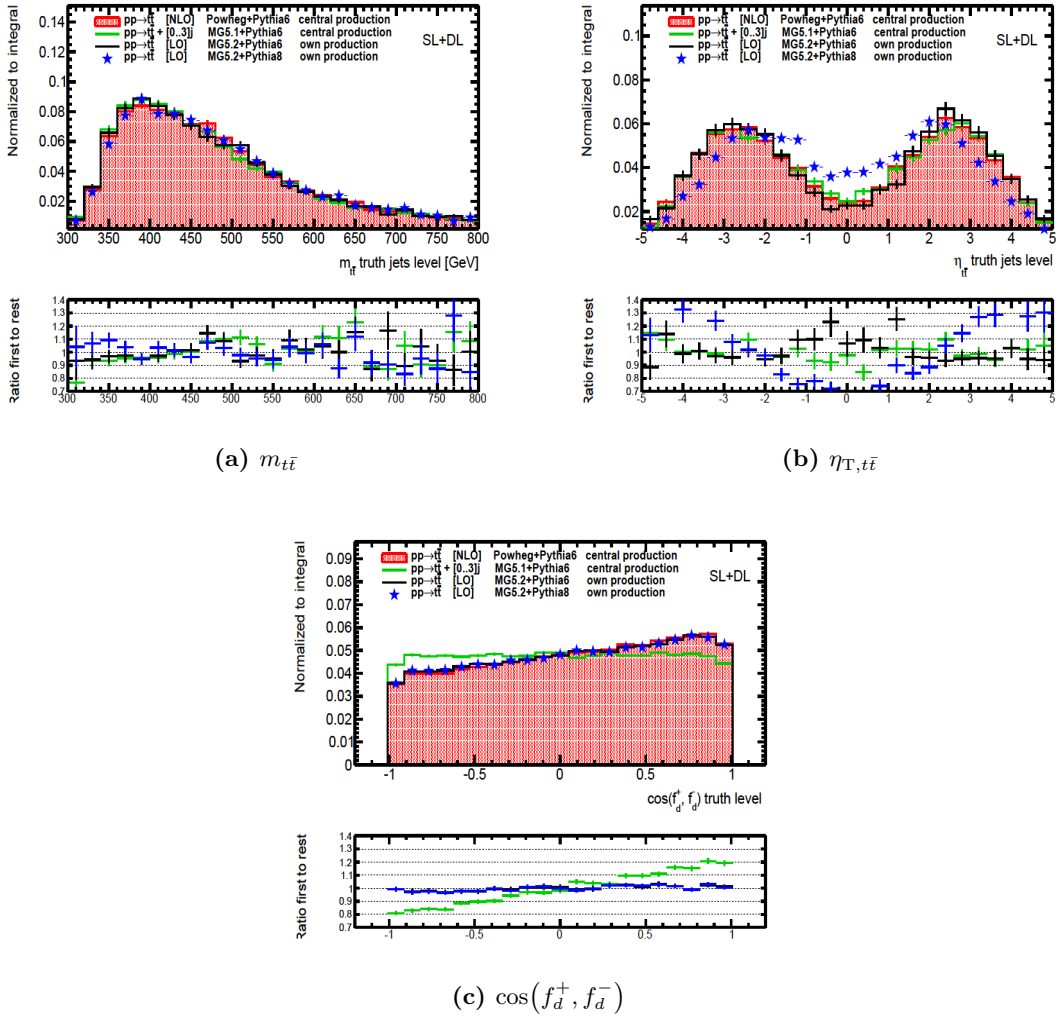 Normalized to integral
0.14
0.12
0.1
0.08
0.06
0.04
0.02
pp→tt̄ [NLO] Powheg+Pythia6 central production
pp→tt̄ + [0..3]j MG5.1+Pythia6 central production
pp→tt̄ [LO] MG5.2+Pythia6 own production
pp→tt̄ [LO] MG5.2+Pythia8 own production
SL+DL
300 350 400 450 500 550 600 650 700 750 800
m_tt̄ truth jets level [GeV]
Ratio first to rest
1.4
1.3
1.2
1.1
1
0.9
0.8
0.7
300 350 400 450 500 550 600 650 700 750 800
(a) m_tt̄
Normalized to integral
0.1
0.08
0.06
0.04
0.02
pp→tt̄ [NLO] Powheg+Pythia6 central production
pp→tt̄ + [0..3]j MG5.1+Pythia6 central production
pp→tt̄ [LO] MG5.2+Pythia6 own production
pp→tt̄ [LO] MG5.2+Pythia8 own production
SL+DL
-5 -4 -3 -2 -1 0 1 2 3 4 5
η_tt̄ truth jets level
Ratio first to rest
1.4
1.3
1.2
1.1
1
0.9
0.8
0.7
-5 -4 -3 -2 -1 0 1 2 3 4 5
(b) η_T,tt̄
Normalized to integral
0.09
0.08
0.07
0.06
0.05
0.04
0.03
0.02
0.01
0
pp→tt̄ [NLO] Powheg+Pythia6 central production
pp→tt̄ + [0..3]j MG5.1+Pythia6 central production
pp→tt̄ [LO] MG5.2+Pythia6 own production
pp→tt̄ [LO] MG5.2+Pythia8 own production
SL+DL
-1 -0.5 0 0.5 1
cos(f_d^+, f_d^-) truth level
Ratio first to rest
1.4
1.3
1.2
1.1
1
0.9
0.8
0.7
-1 -0.5 0 0.5 1
(c) cos(f_d^+, f_d^-)